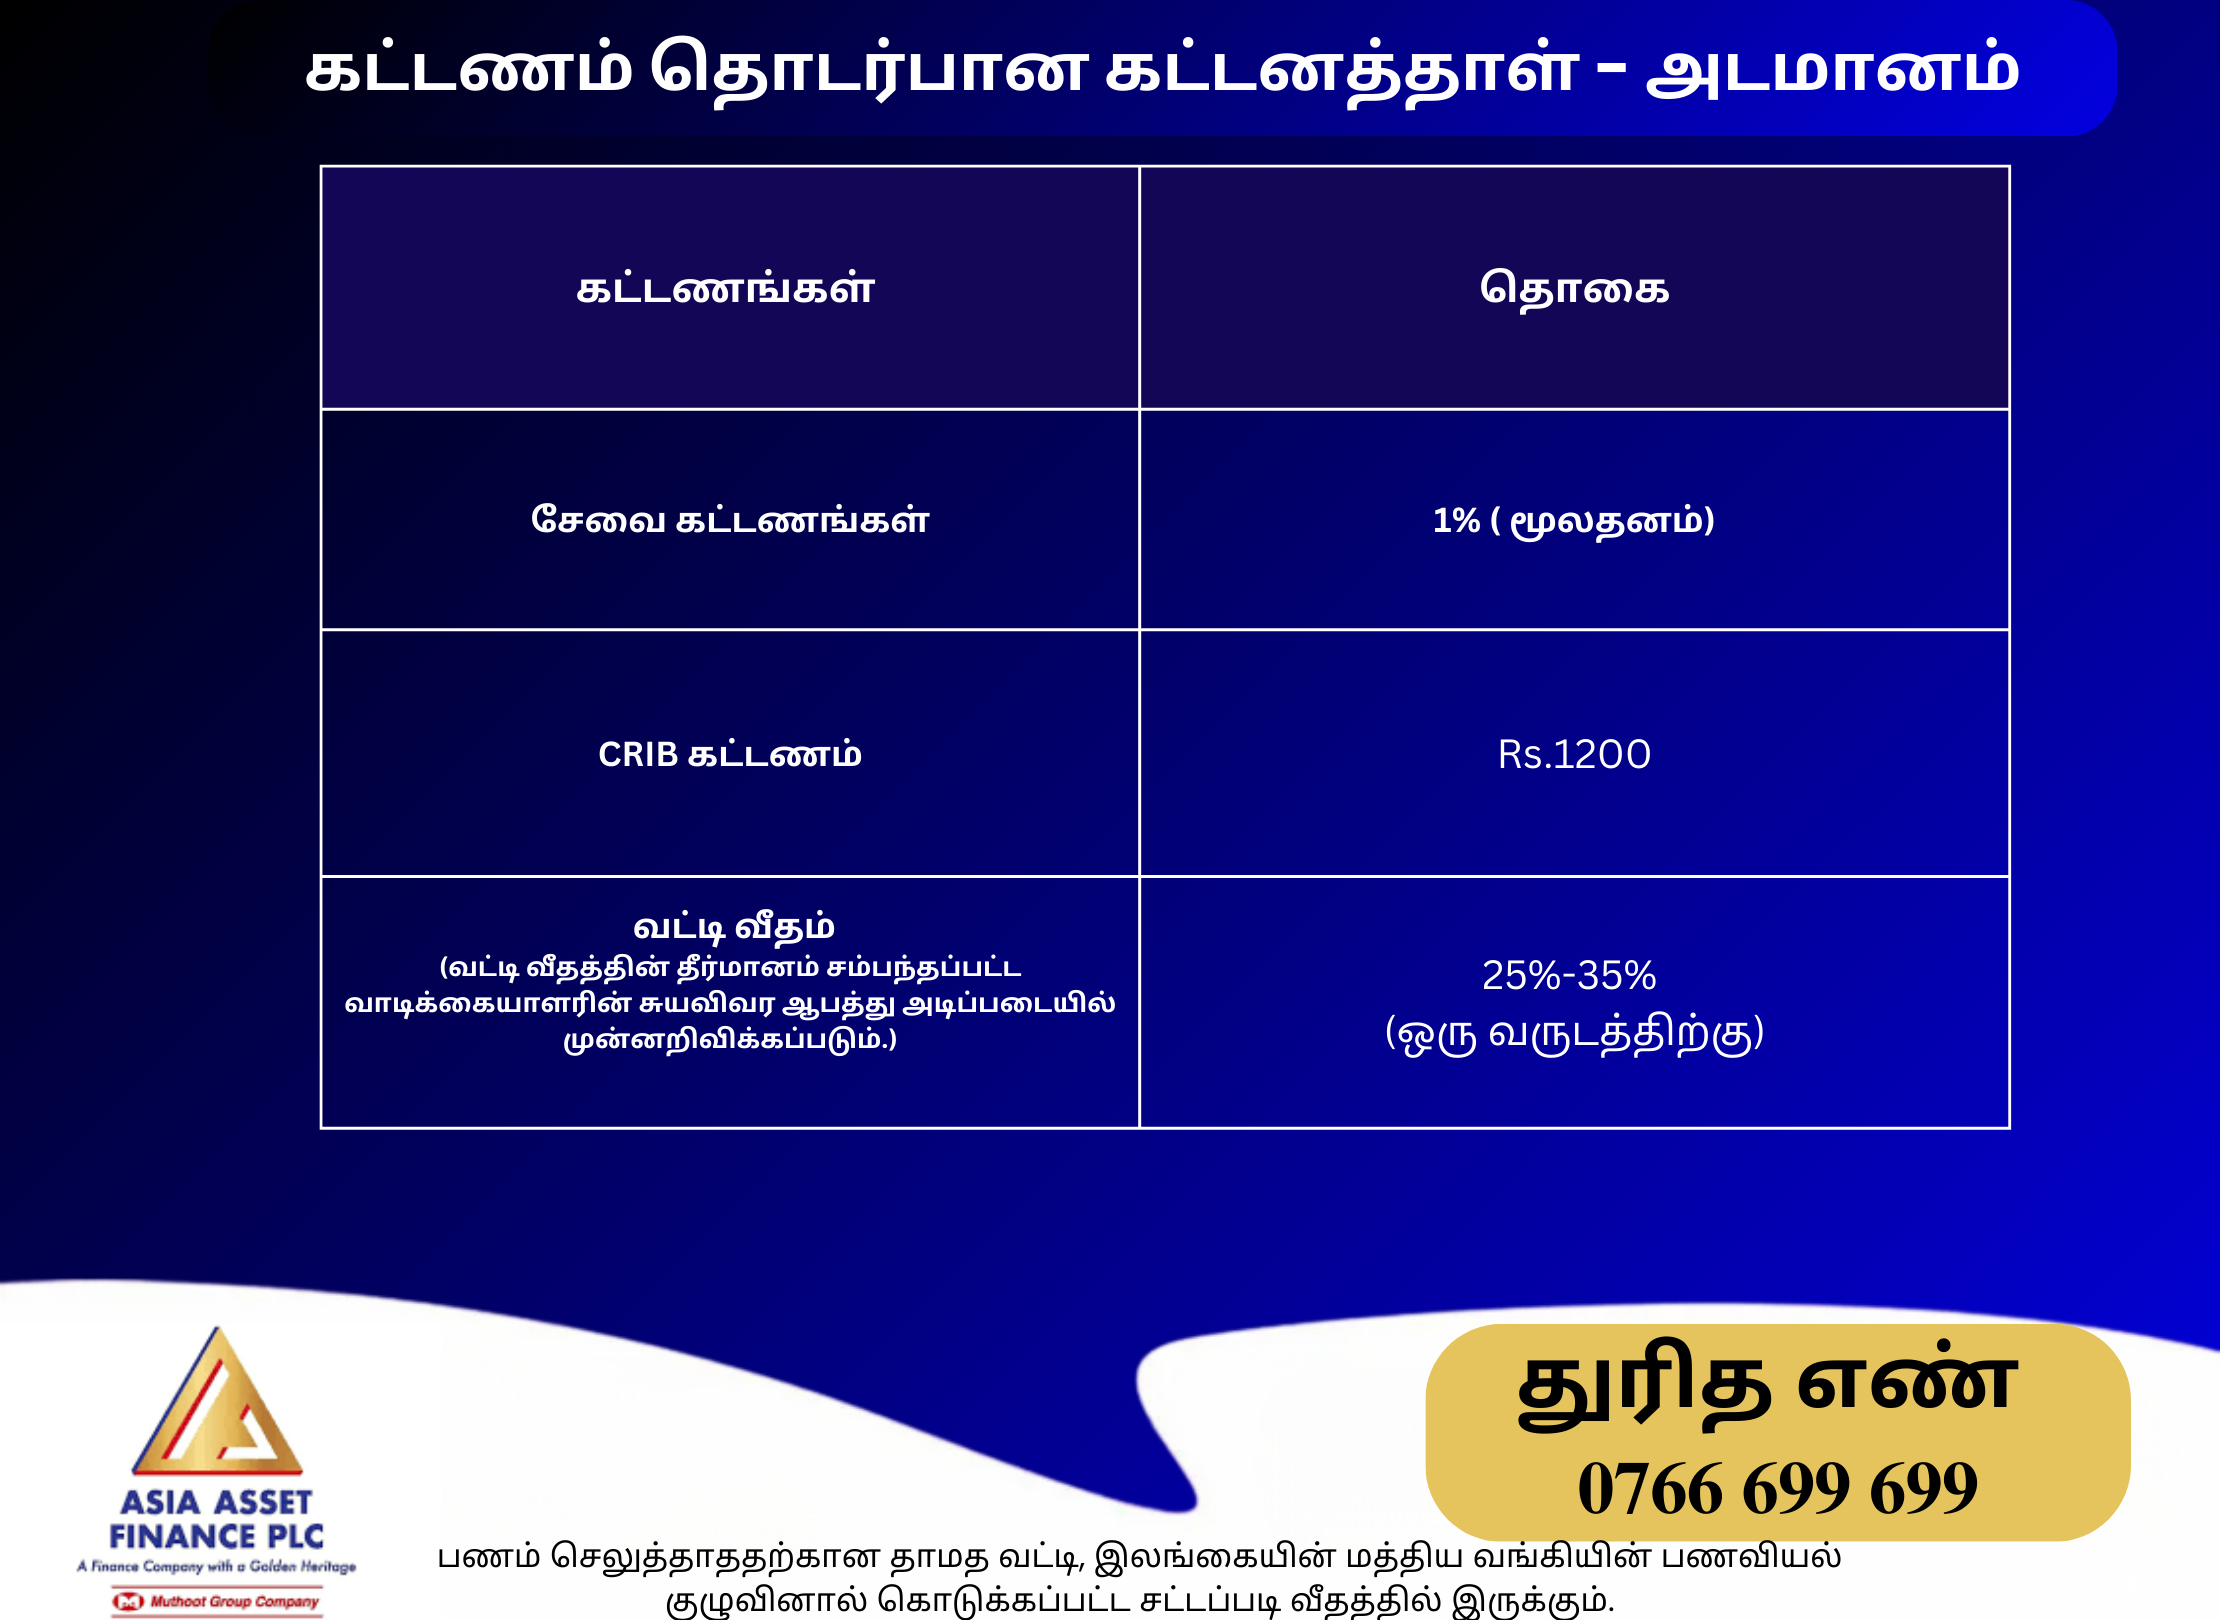 கட்டணம் தொடர்பான கட்டனத்தாள் - அடமானம்
கட்டணங்கள்
தொகை
சேவை கட்டணங்கள்
1% ( மூலதனம்)
CRIB கட்டணம்
Rs.1200
வட்டி வீதம்
(வட்டி வீதத்தின் தீர்மானம் சம்பந்தப்பட்ட
வாடிக்கையாளரின் சுயவிவர ஆபத்து அடிப்படையில்
முன்னறிவிக்கப்படும்.)
25%-35%
(ஒரு வருடத்திற்கு)
துரித எண்
0766 699 699
ASIA ASSET
FINANCE PLC
A Finance Company with a Golden Heritage
Muthoot Group Company
பணம் செலுத்தாததற்கான தாமத வட்டி, இலங்கையின் மத்திய வங்கியின் பணவியல்
குழுவினால் கொடுக்கப்பட்ட சட்டப்படி வீதத்தில் இருக்கும்.